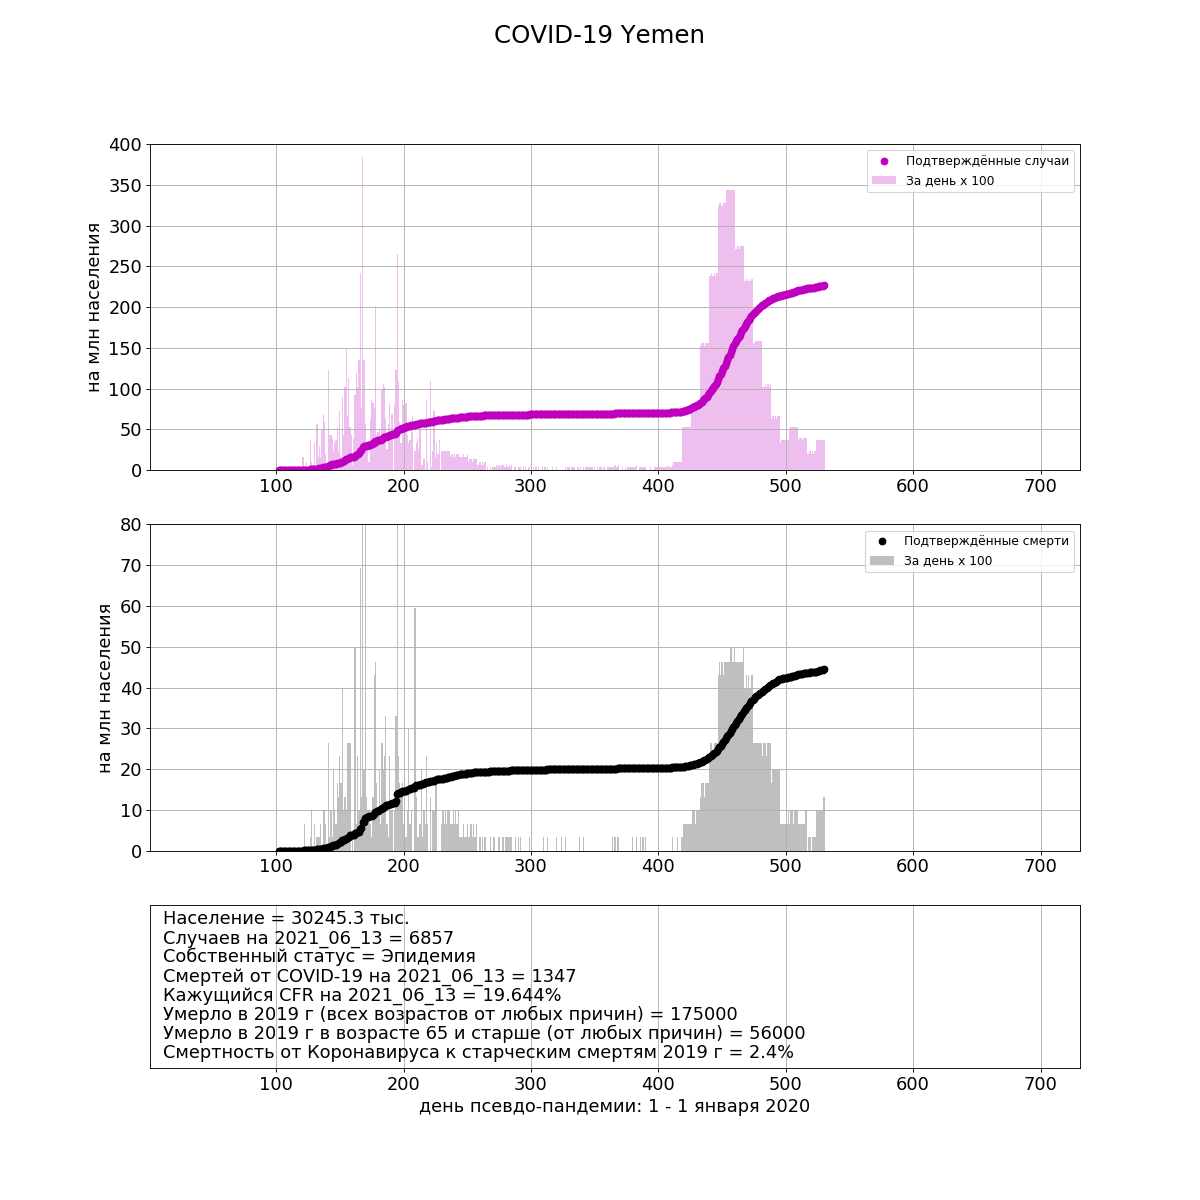 COVID-19 Yemen
400
350
300
250
200
150
100
50
0
на млн населения
Подтверждённые случаи
За день x 100
100 200 300 400 500 600 700
80
70
60
50
40
30
20
10
0
на млн населения
Подтверждённые смерти
За день x 100
100 200 300 400 500 600 700
Население = 30245.3 тыс.
Случаев на 2021_06_13 = 6857
Собственный статус = Эпидемия
Смертей от COVID-19 на 2021_06_13 = 1347
Кажущийся CFR на 2021_06_13 = 19.644%
Умерло в 2019 г (всех возрастов от любых причин) = 175000
Умерло в 2019 г в возрасте 65 и старше (от любых причин) = 56000
Смертность от Коронавируса к старческим смертям 2019 г = 2.4%
100 200 300 400 500 600 700
день псевдо-пандемии: 1 - 1 января 2020